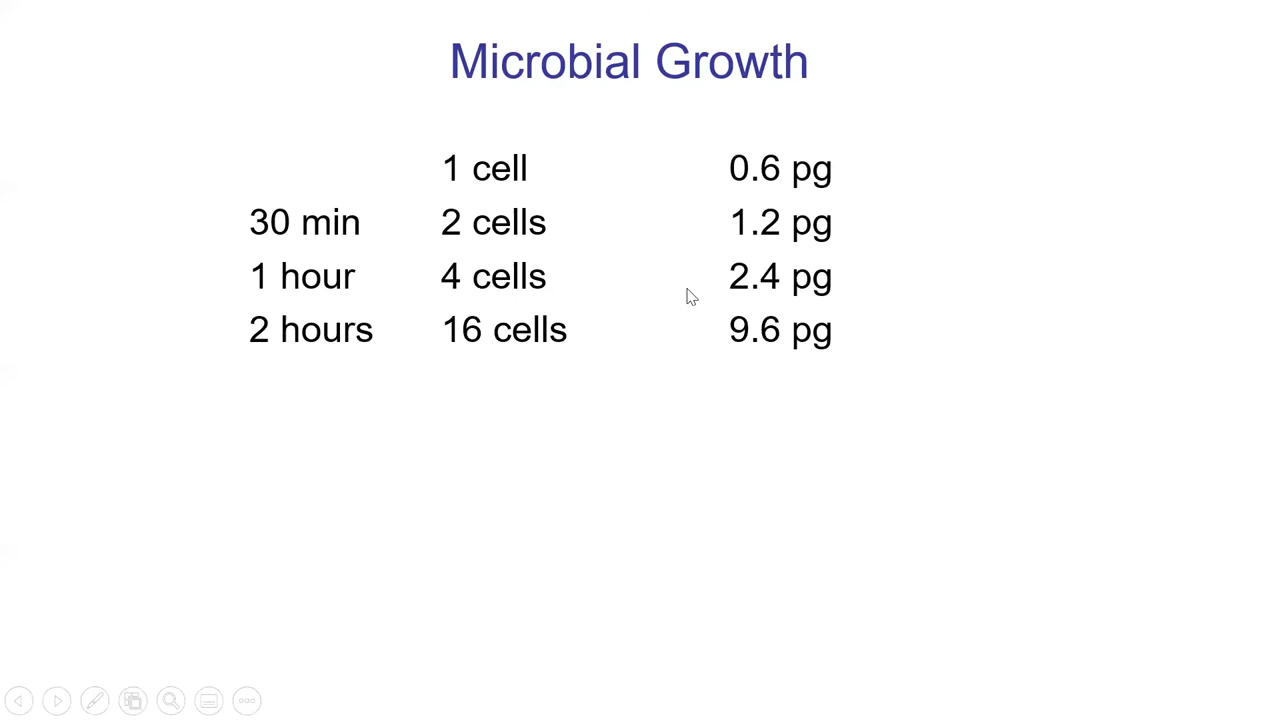 Microbial Growth
1 cell 0.6 pg
30 min 2 cells 1.2 pg
1 hour 4 cells 2.4 pg
2 hours 16 cells 9.6 pg